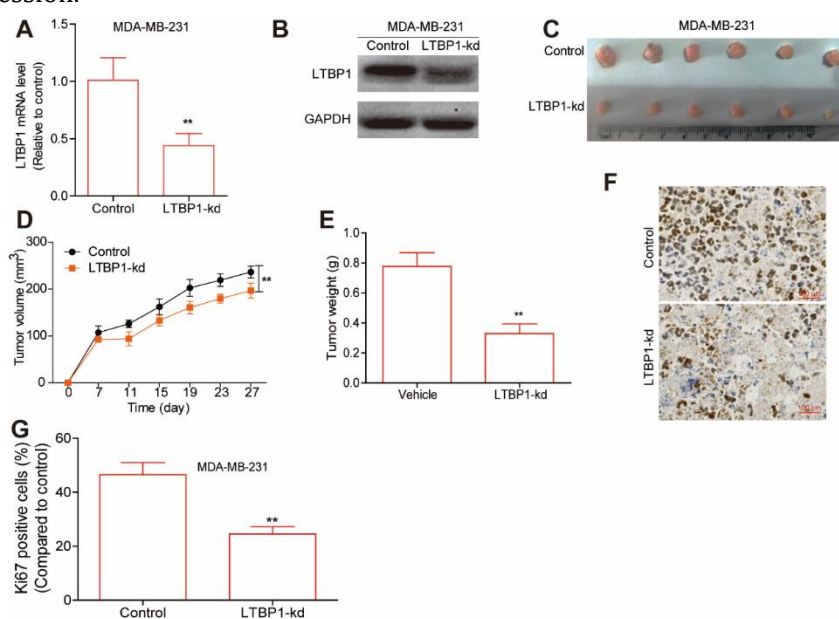 ession.
A
MDA-MB-231
LTBP1 mRNA level
(Relative to control)
1.5
1.0
0.5
0.0
**
Control
LTBP1-kd
B
MDA-MB-231
Control LTBP1-kd
LTBP1
GAPDH
C
MDA-MB-231
Control
LTBP1-kd
D
Tumor volume (mm³)
300
200
100
0
Control
LTBP1-kd
**
0 7 11 15 19 23 27
Time (day)
E
Tumor weight (g)
1.0
0.8
0.6
0.4
0.2
0.0
**
Vehicle
LTBP1-kd
F
Control
LTBP1-kd
100 μm
G
Ki67 positive cells (%)
(Compared to control)
60
40
20
0
MDA-MB-231
**
Control
LTBP1-kd